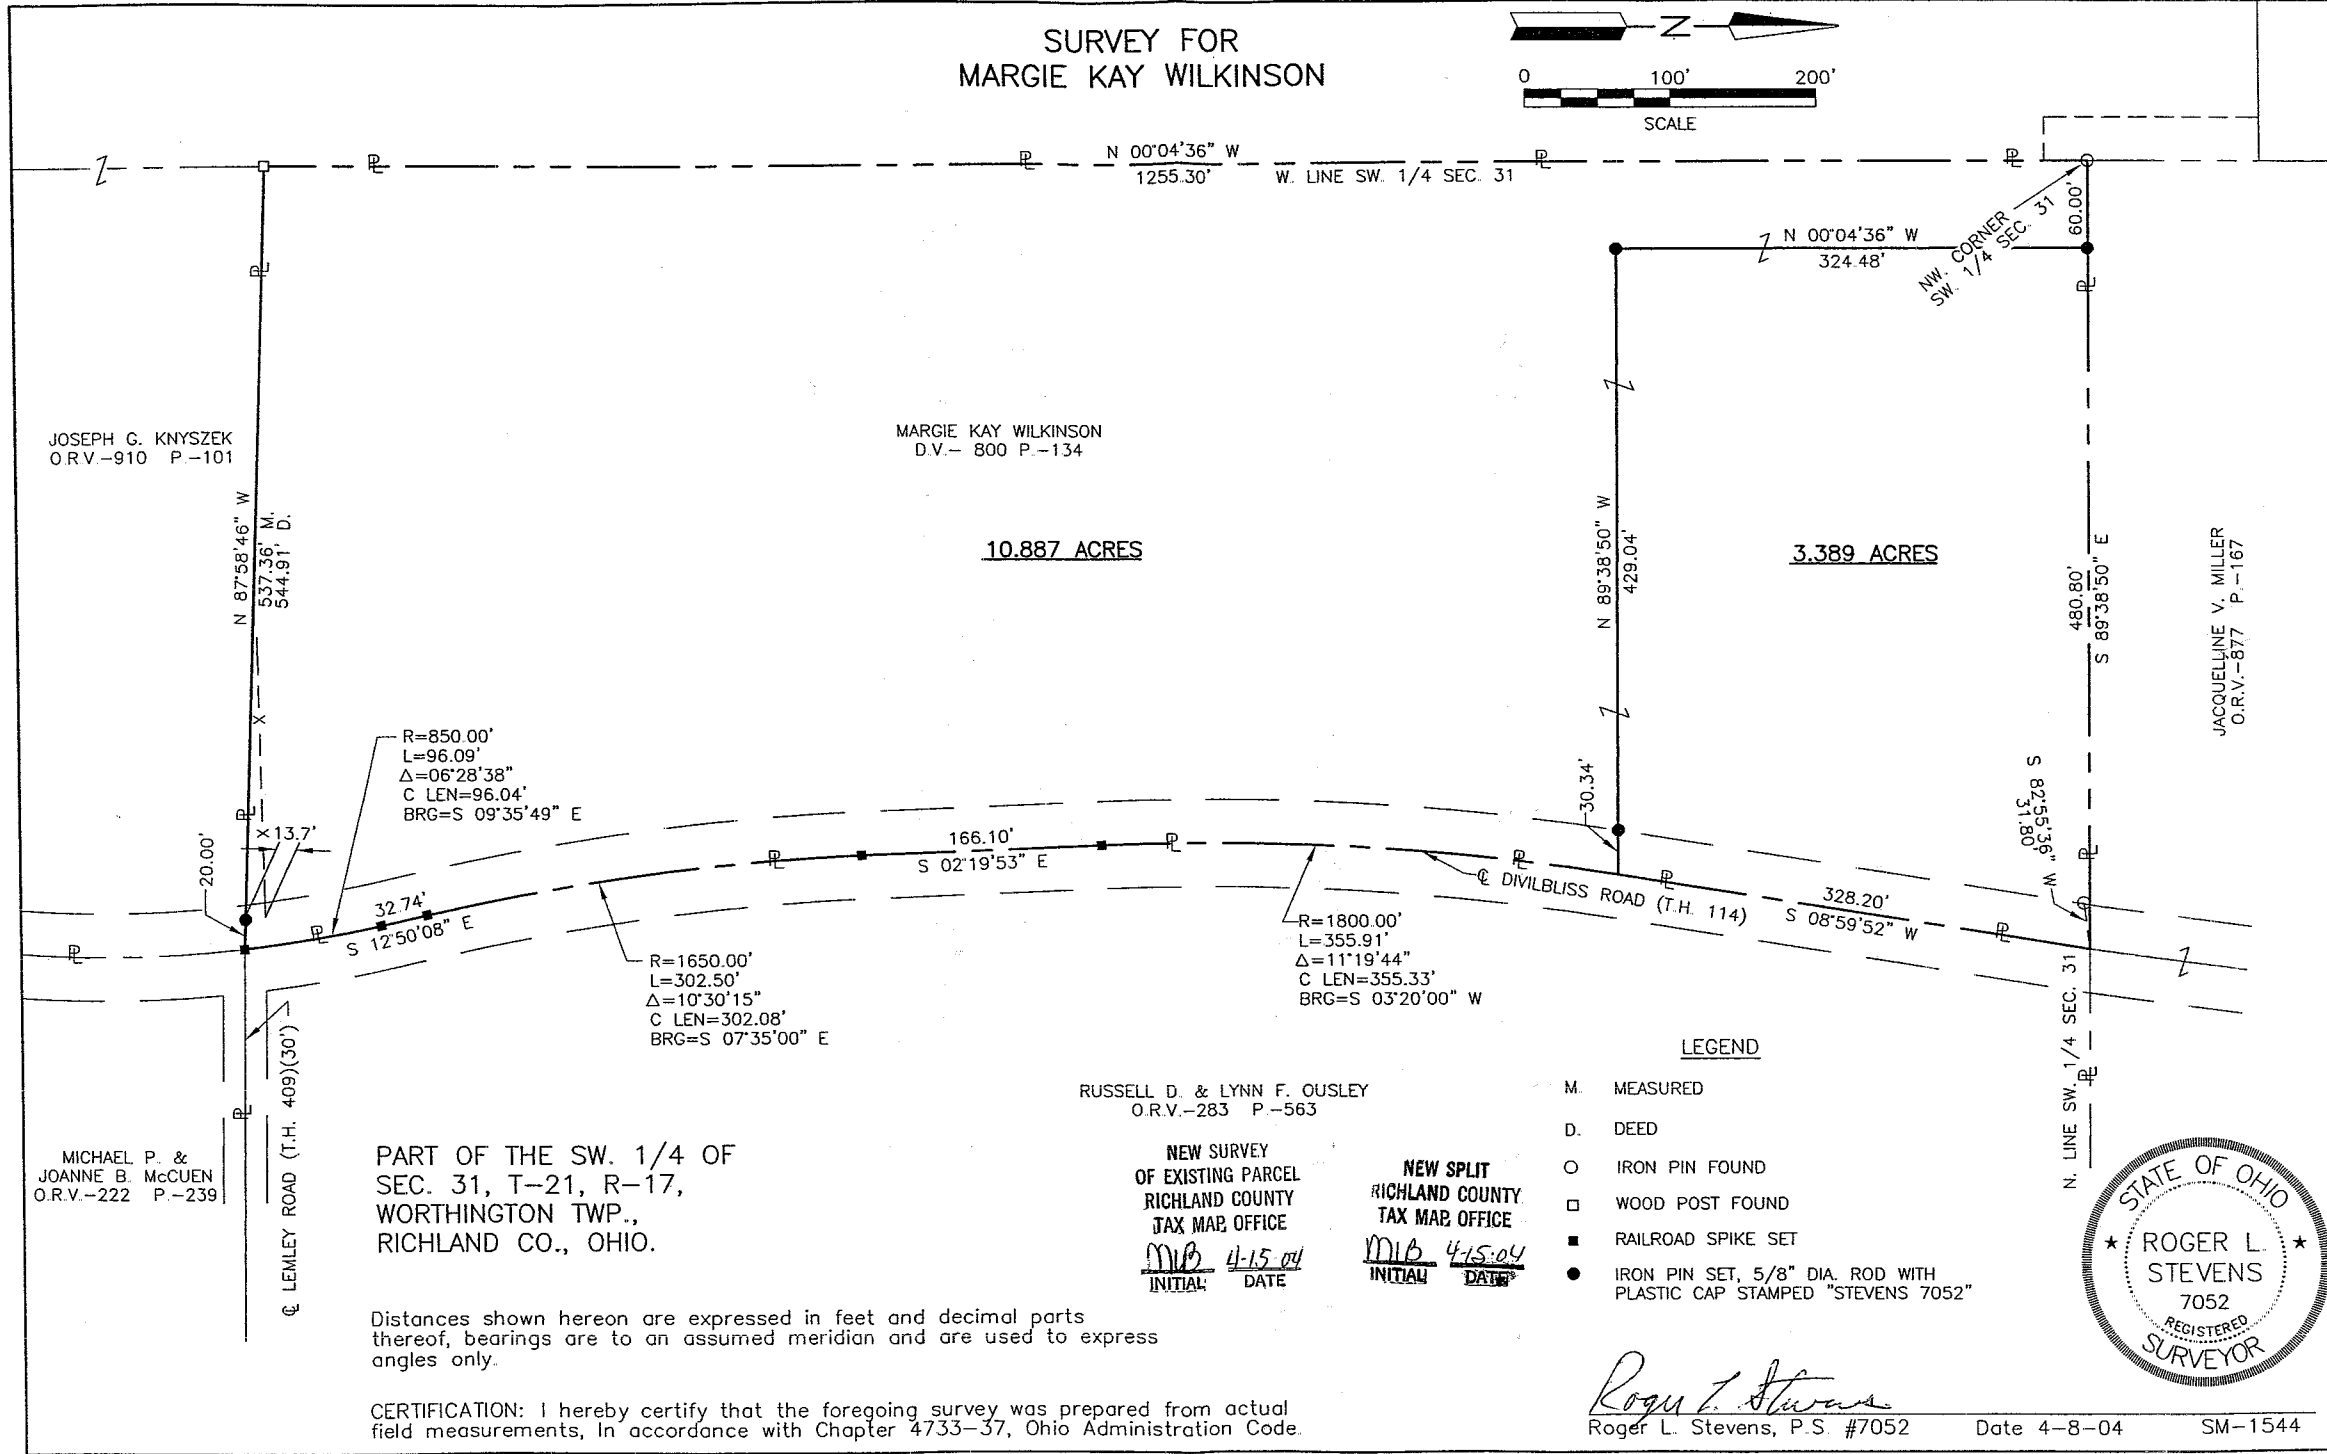 SURVEY FOR
MARGIE KAY WILKINSON
N
0 100' 200'
SCALE
N 00°04'36" W
1255.30' W. LINE SW. 1/4 SEC. 31
NW. CORNER
SW. 1/4 SEC. 31
60.00'
N 00°04'36" W
324.48'
JOSEPH G. KNYSZEK
O.R.V.-910 P.-101
N 87°58'46" W
537.36' M.
544.91' D.
MARGIE KAY WILKINSON
D.V.- 800 P.-134
10.887 ACRES
N 89°38'50" W
429.04'
3.389 ACRES
480.80'
S 89°38'50" E
JACQUELLINE V. MILLER
O.R.V.-877 P.-167
R=850.00'
L=96.09'
Δ=06°28'38"
C LEN=96.04'
BRG=S 09°35'49" E
20.00'
X
X 13.7'
32.74'
S 12°50'08" E
166.10'
S 02°19'53" E
30.34'
S 82°55'36" W
31.80'
℄ DIVILBLISS ROAD (T.H. 114)
328.20'
S 08°59'52" W
R=1650.00'
L=302.50'
Δ=10°30'15"
C LEN=302.08'
BRG=S 07°35'00" E
R=1800.00'
L=355.91'
Δ=11°19'44"
C LEN=355.33'
BRG=S 03°20'00" W
℄ LEMLEY ROAD (T.H. 409)(30')
N. LINE SW. 1/4 SEC. 31
MICHAEL P. &
JOANNE B. McCUEN
O.R.V.-222 P.-239
RUSSELL D. & LYNN F. OUSLEY
O.R.V.-283 P.-563
PART OF THE SW. 1/4 OF
SEC. 31, T-21, R-17,
WORTHINGTON TWP.,
RICHLAND CO., OHIO.
NEW SURVEY
OF EXISTING PARCEL
RICHLAND COUNTY
TAX MAP OFFICE
MLB 4-15-04
INITIAL DATE
NEW SPLIT
RICHLAND COUNTY
TAX MAP OFFICE
MLB 4-15-04
INITIAL DATE
LEGEND
M. MEASURED
D. DEED
IRON PIN FOUND
WOOD POST FOUND
RAILROAD SPIKE SET
IRON PIN SET, 5/8" DIA. ROD WITH
PLASTIC CAP STAMPED "STEVENS 7052"
STATE OF OHIO
ROGER L.
STEVENS
7052
REGISTERED
SURVEYOR
Distances shown hereon are expressed in feet and decimal parts
thereof, bearings are to an assumed meridian and are used to express
angles only.
CERTIFICATION: I hereby certify that the foregoing survey was prepared from actual
field measurements, In accordance with Chapter 4733-37, Ohio Administration Code.
Roger L. Stevens
Roger L. Stevens, P.S. #7052 Date 4-8-04 SM-1544